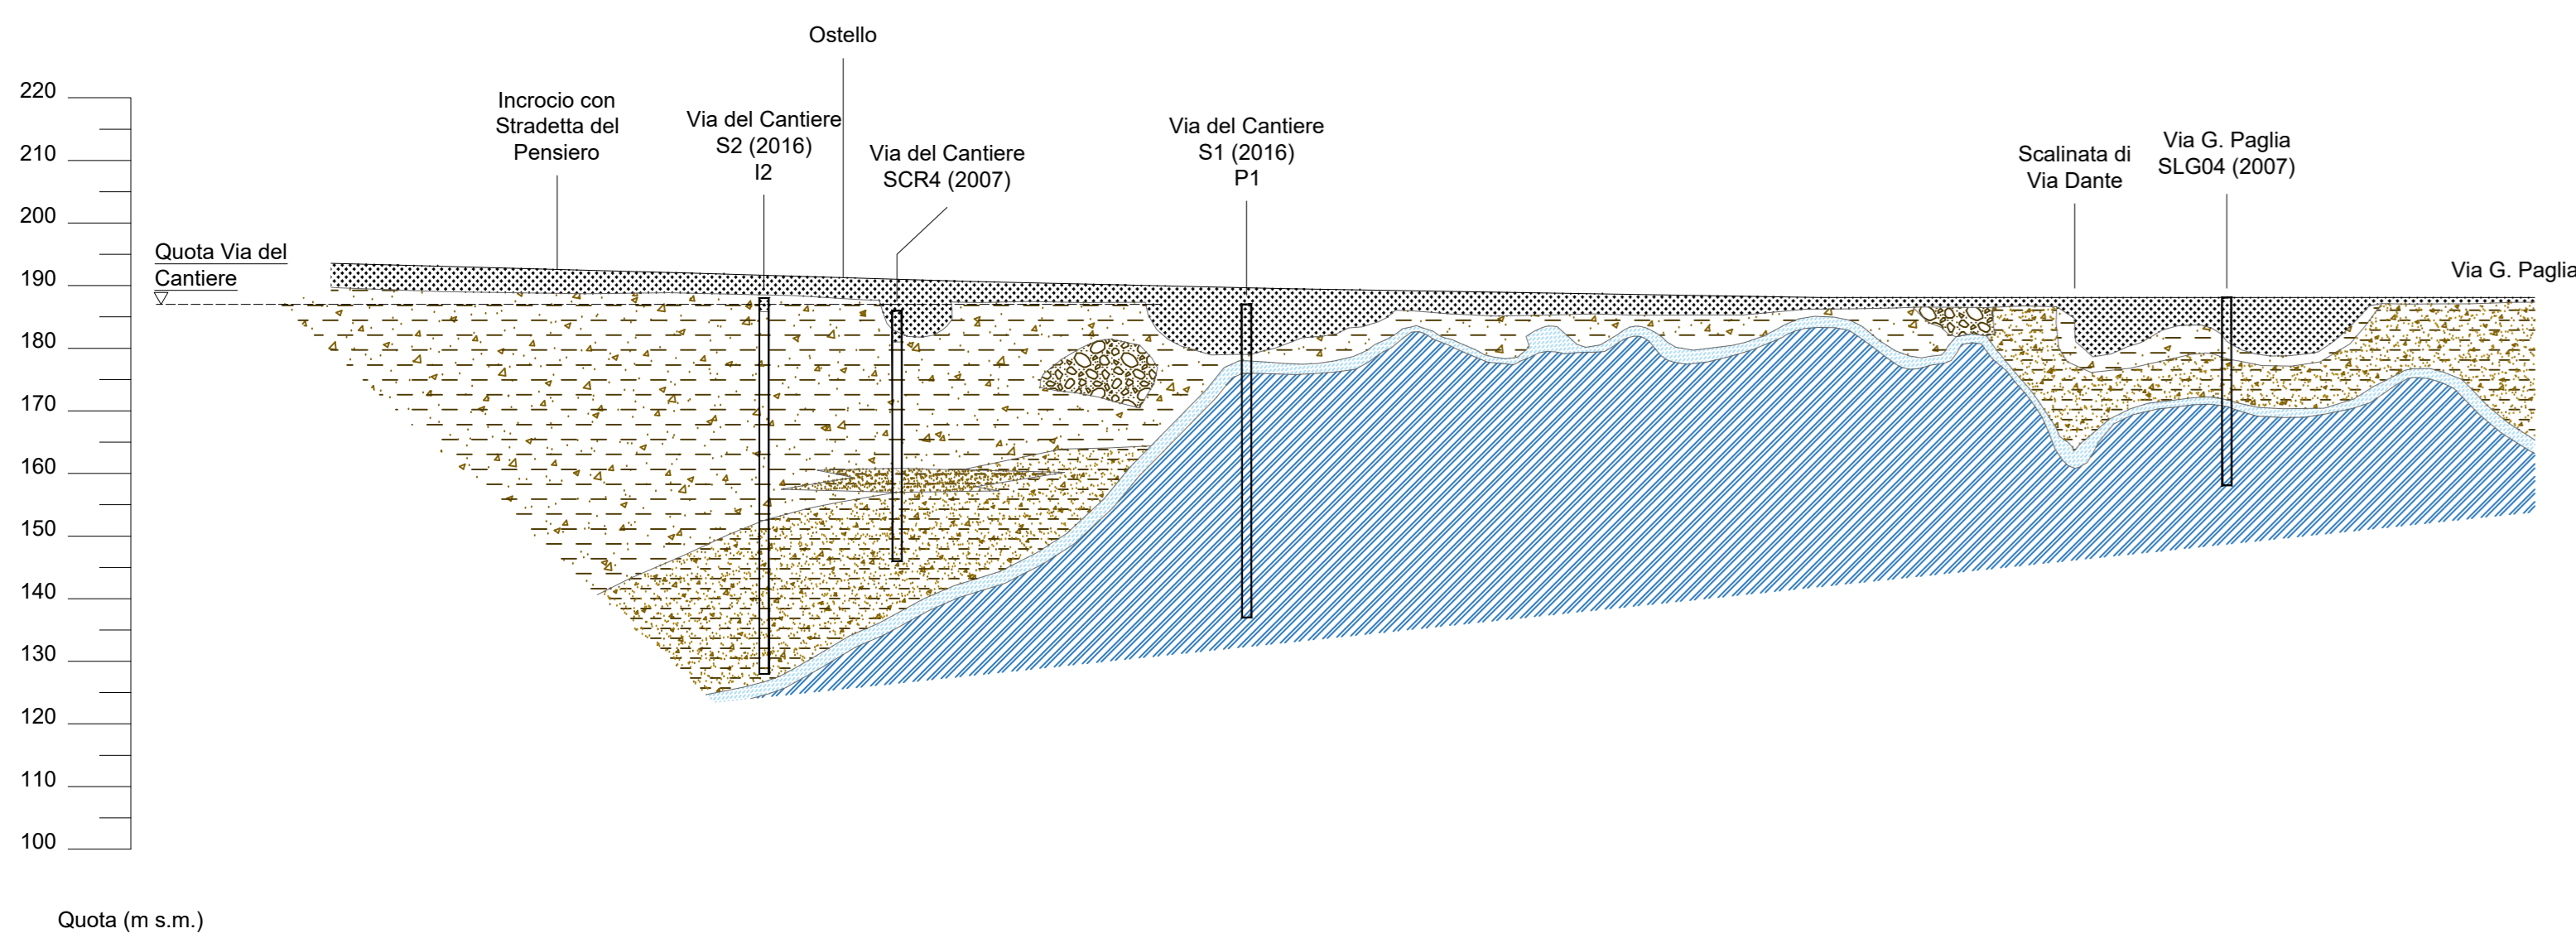 Ostello
220
Incrocio con
Stradetta del
Pensiero
Via del Cantiere
S2 (2016)
I2
Via del Cantiere
SCR4 (2007)
Via del Cantiere
S1 (2016)
P1
Scalinata di
Via Dante
Via G. Paglia
SLG04 (2007)
210
200
Quota Via del
Cantiere
190
Via G. Paglia
180
170
160
150
140
130
120
110
100
Quota (m s.m.)